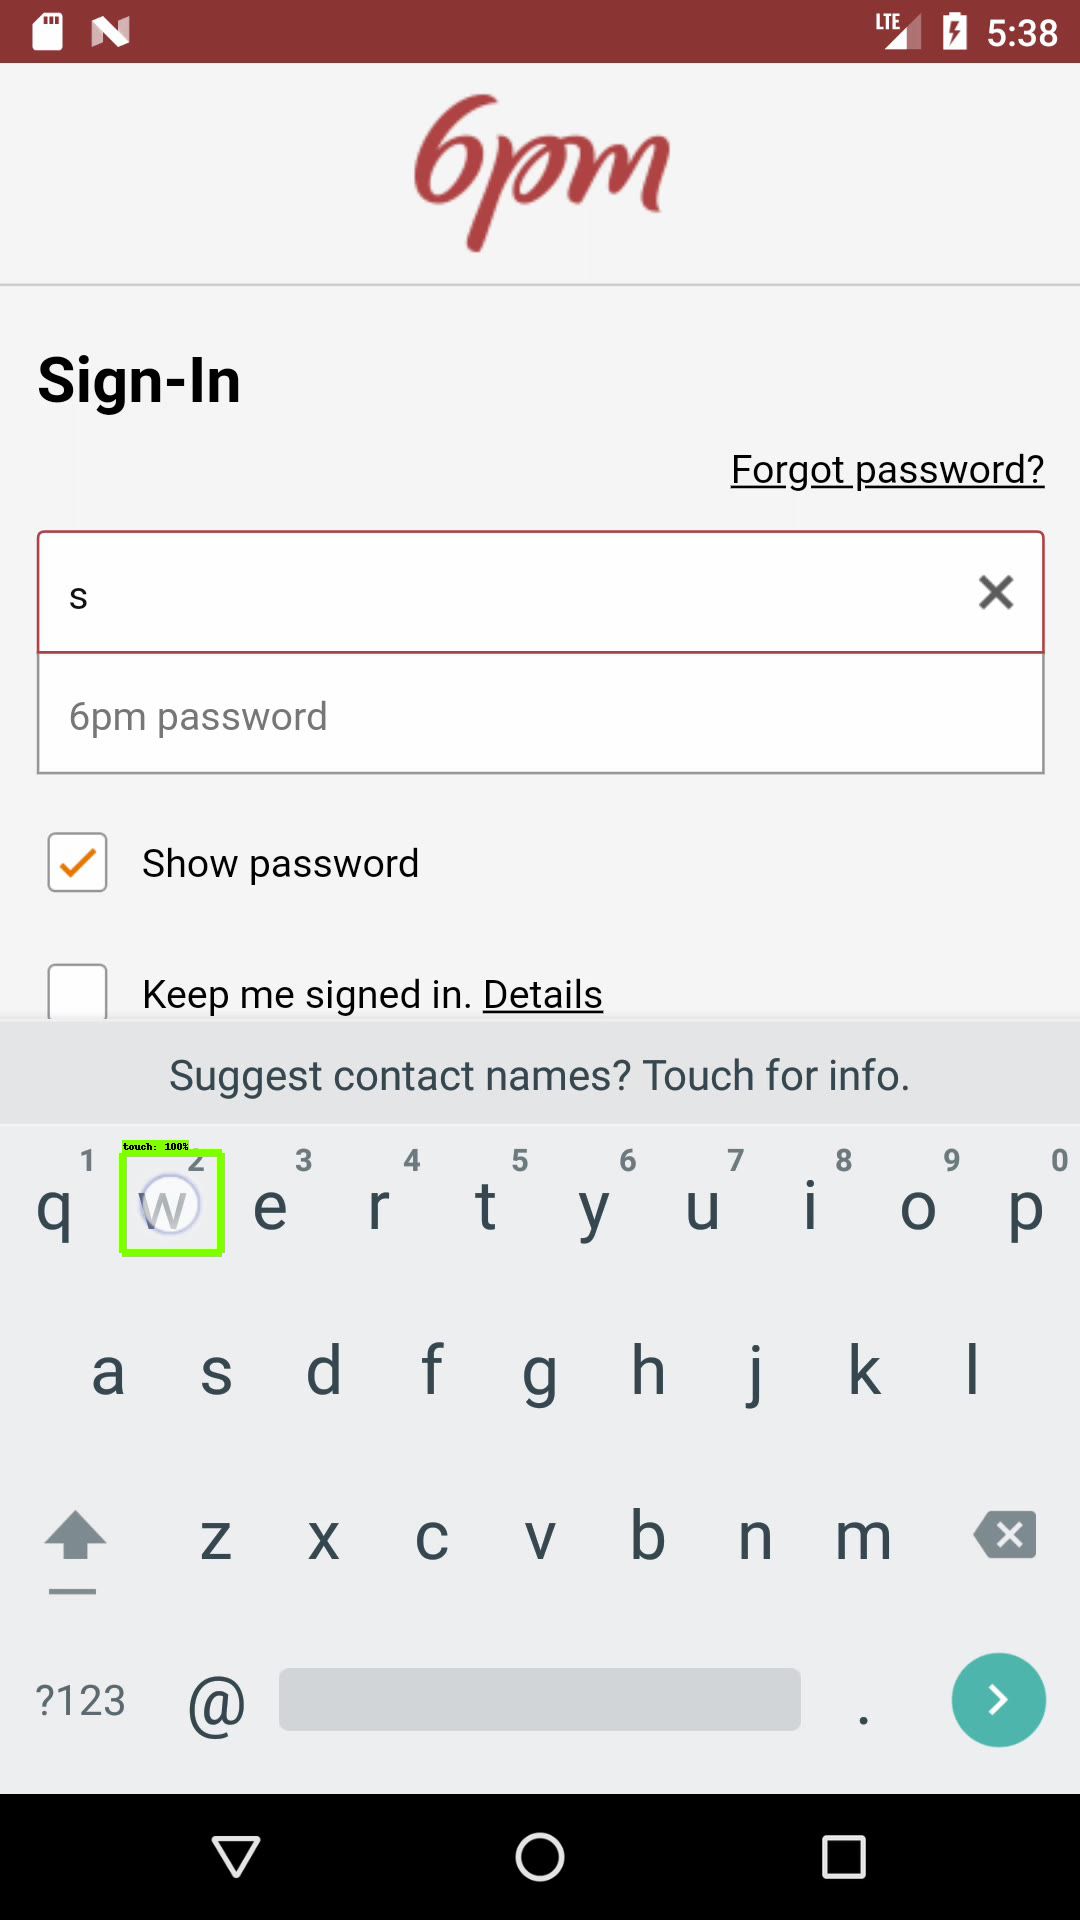 LTE 5:38
6pm
Sign-In
Forgot password?
s
6pm password
Show password
Keep me signed in. Details
Suggest contact names? Touch for info.
touch: 100%
1 2 3 4 5 6 7 8 9 0
q w e r t y u i o p
a s d f g h j k l
z x c v b n m
?123 @ .